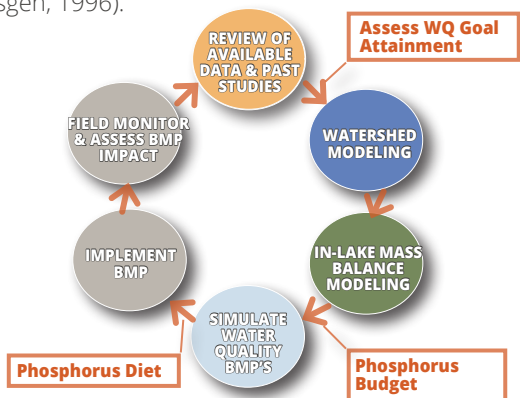 sgen, 1996).
REVIEW OF
AVAILABLE
DATA & PAST
STUDIES
Assess WQ Goal
Attainment
WATERSHED
MODELING
IN-LAKE MASS
BALANCE
MODELING
Phosphorus
Budget
SIMULATE
WATER
QUALITY
BMP'S
Phosphorus Diet
IMPLEMENT
BMP
FIELD MONITOR
& ASSESS BMP
IMPACT